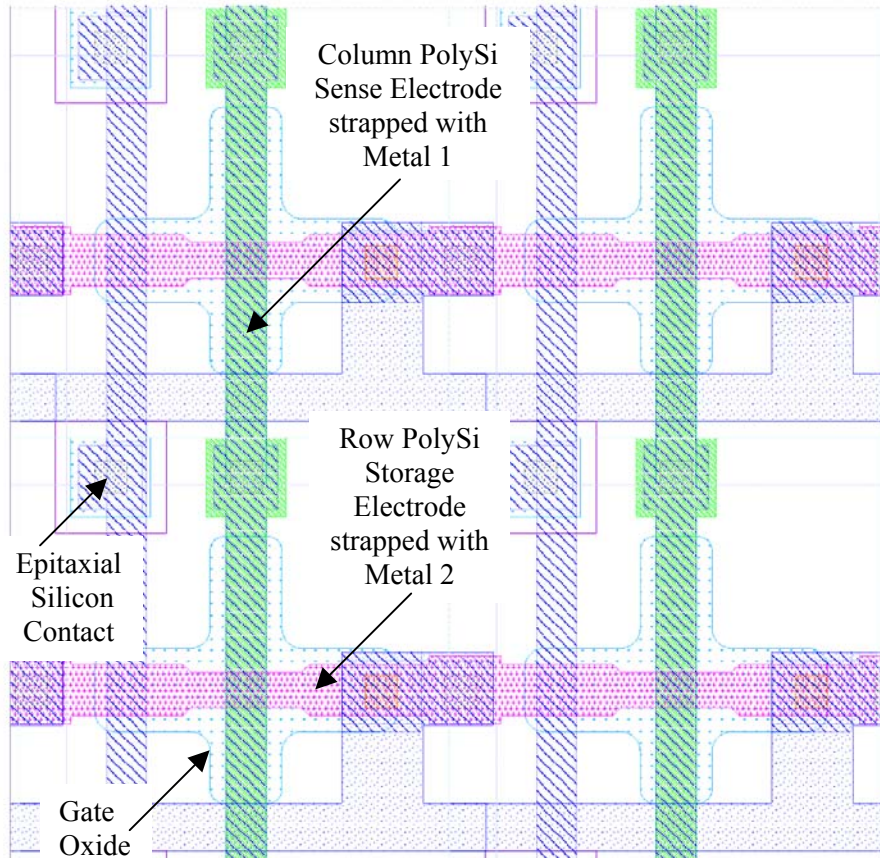 Column PolySi
Sense Electrode
strapped with
Metal 1
Row PolySi
Storage
Electrode
strapped with
Metal 2
Epitaxial
Silicon
Contact
Gate
Oxide